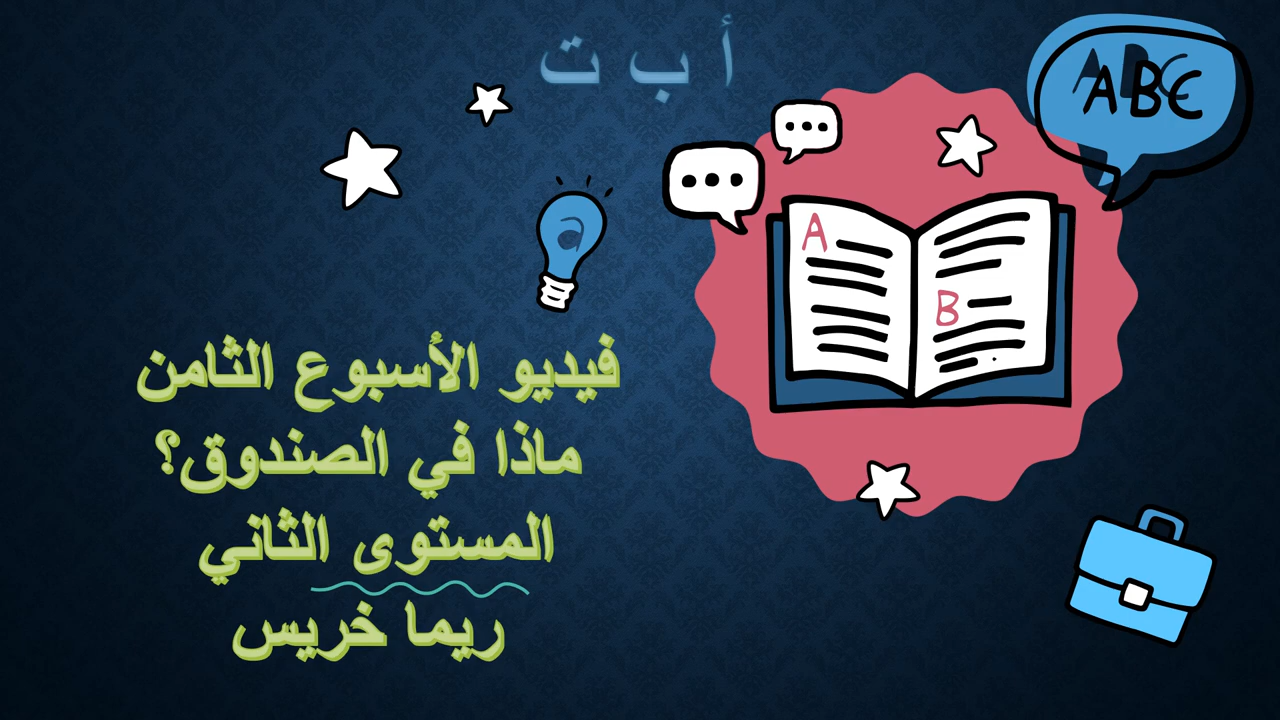 أ ب ت
ABC
A
B
a
فيديو الأسبوع الثامن
ماذا في الصندوق؟
المستوى الثاني
ريما خريس